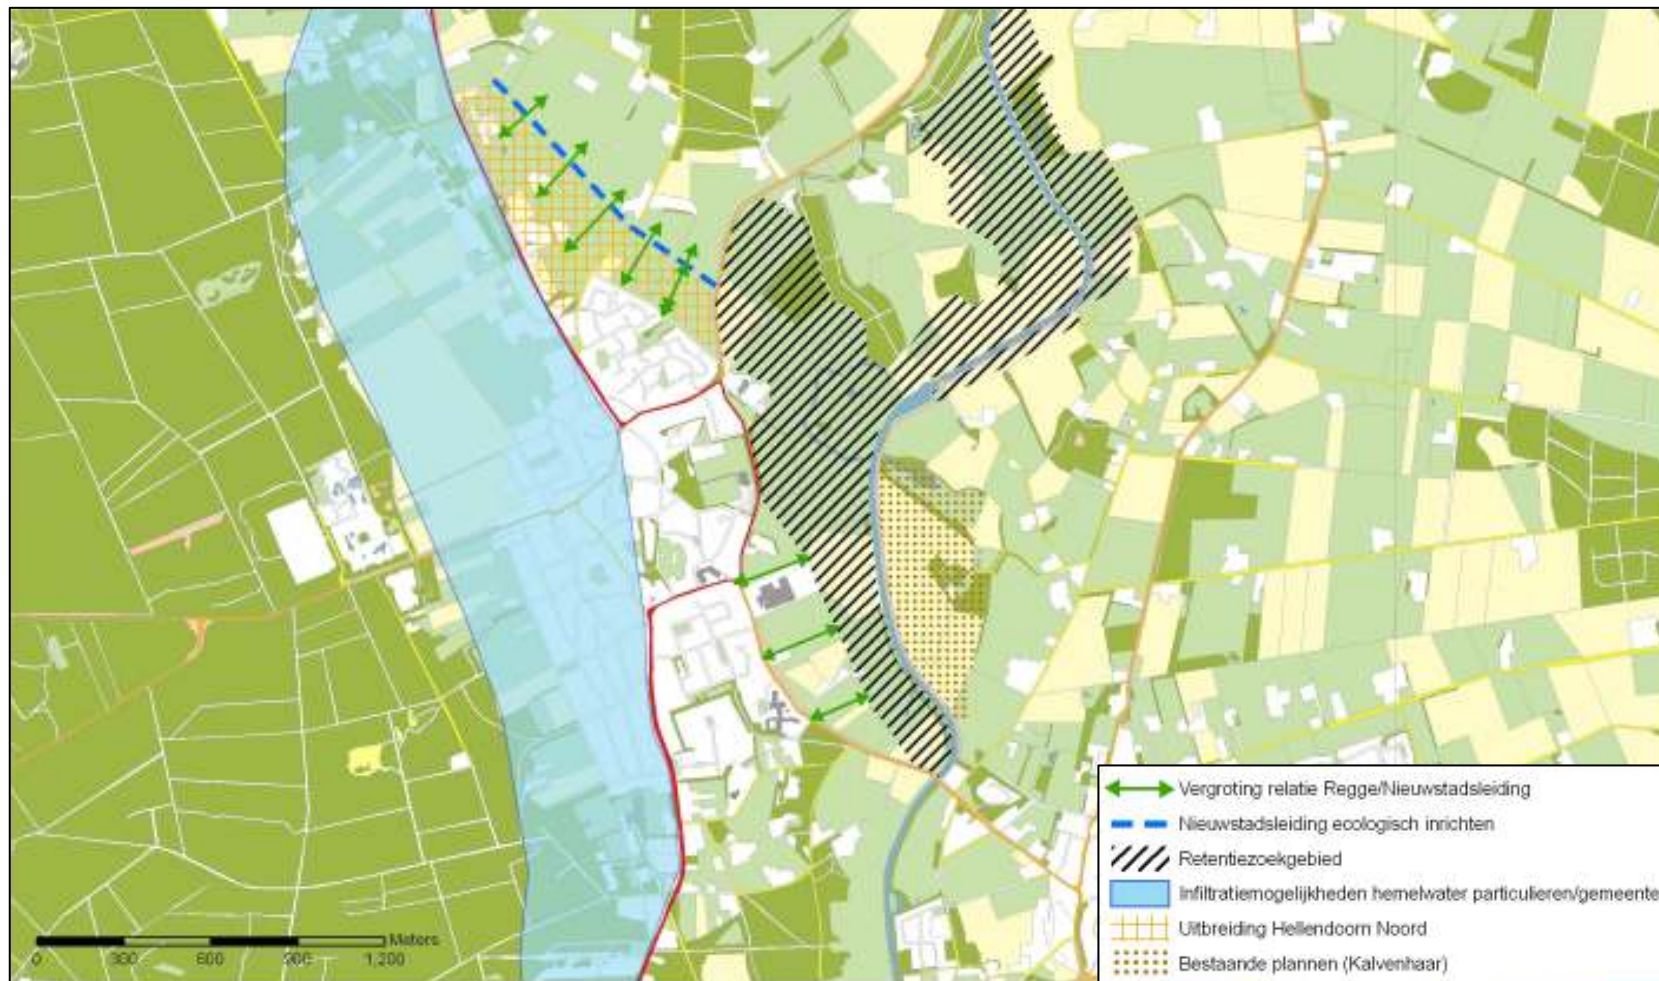 Vergroting relatie Regge/Nieuwstadsleiding
Nieuwstadsleiding ecologisch inrichten
Retentiezoekgebied
Infiltratiemogelijkheden hemelwater particulieren/gemeente
Uitbreiding Hellendoorn Noord
Bestaande plannen (Kalvenhaar)
Meters
0 300 600 900 1,200